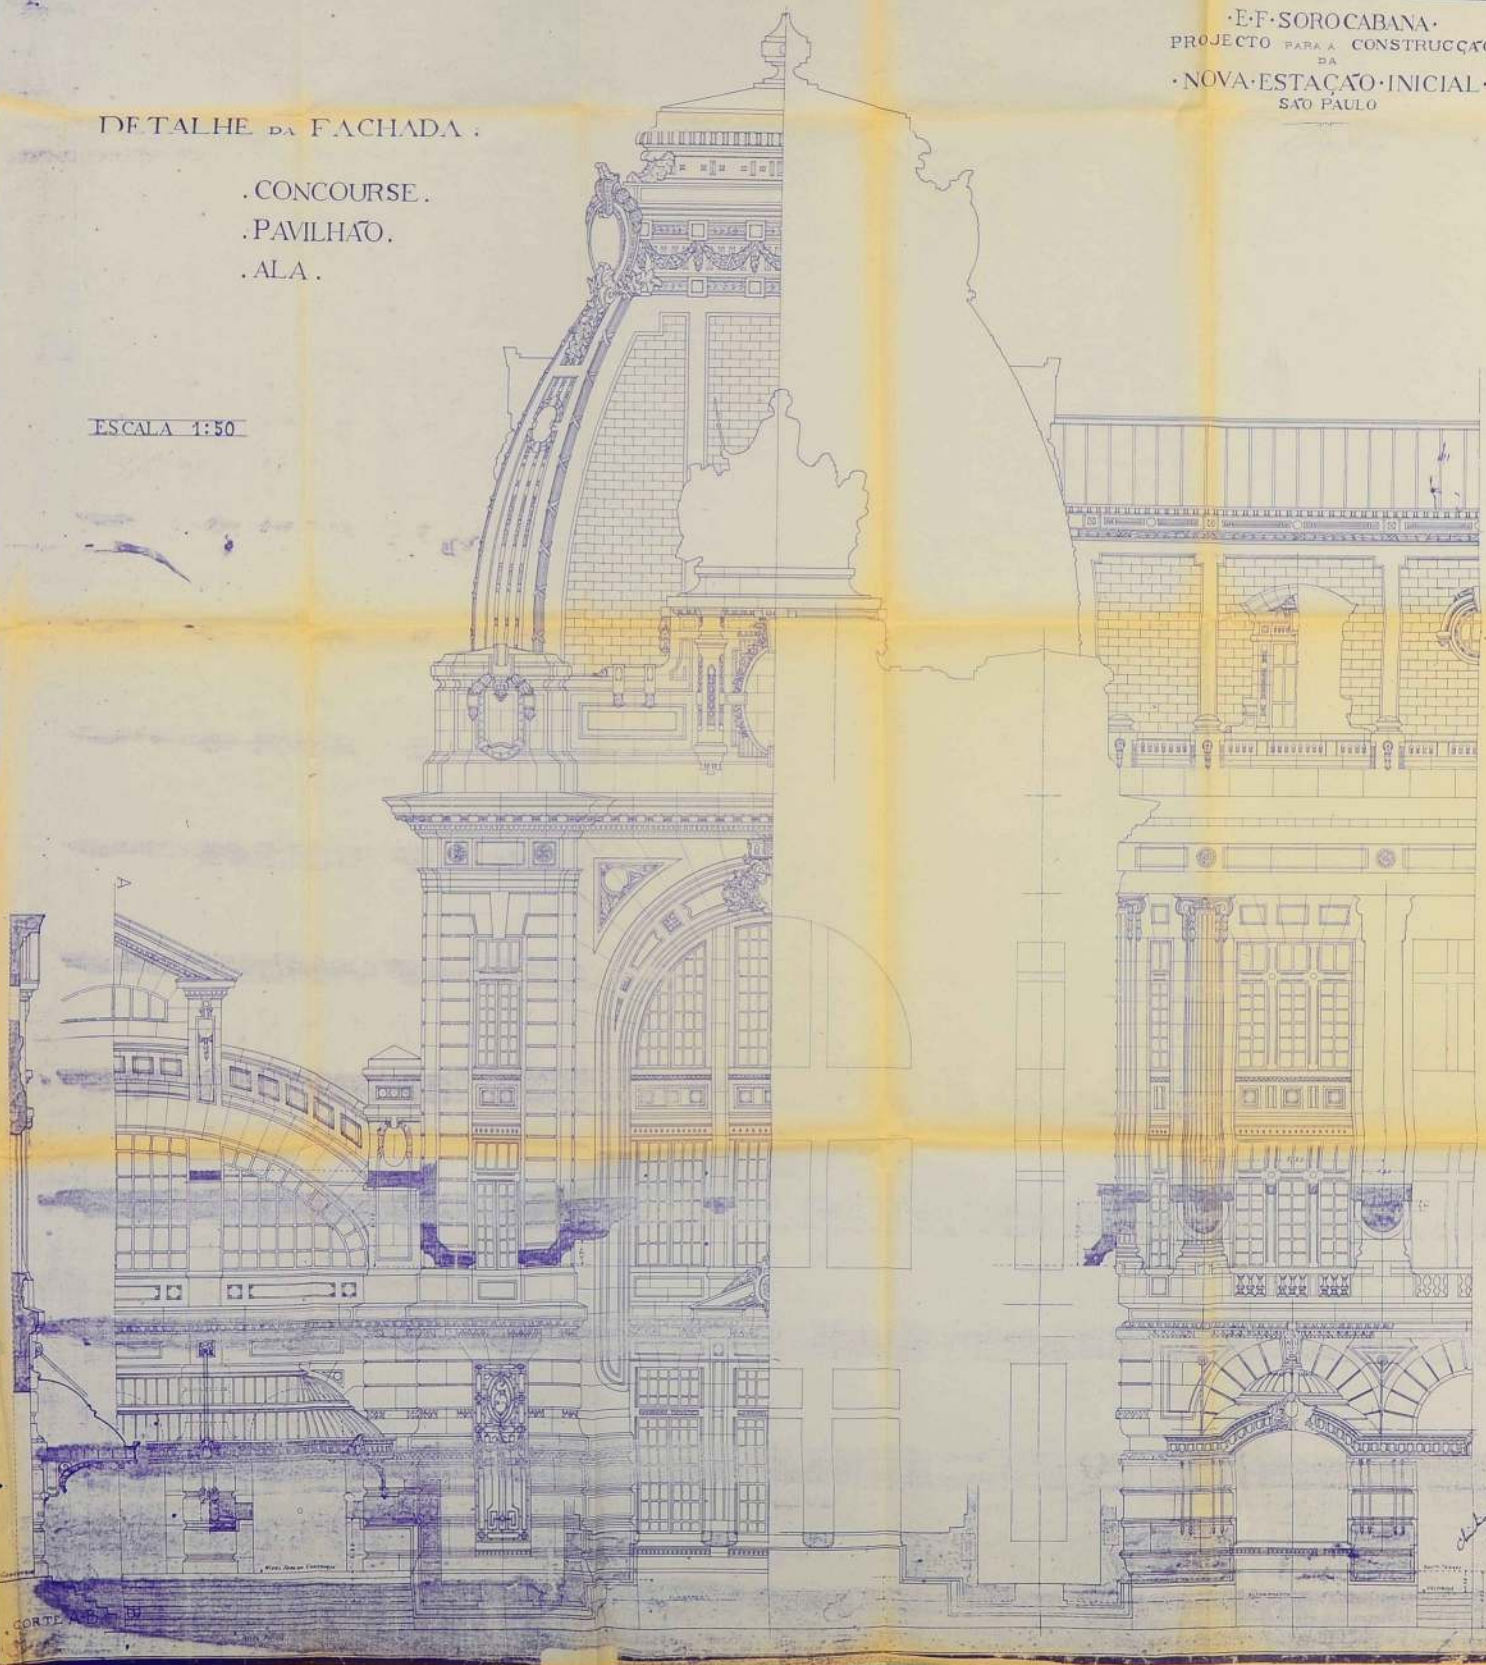 ·E·F·SOROCABANA·
PROJECTO PARA A CONSTRUCÇÃO
DA
·NOVA·ESTAÇÃO·INICIAL·
SÃO PAULO
DETALHE DA FACHADA:
.CONCOURSE.
.PAVILHÃO.
.ALA.
ESCALA 1:50
A
CORTE A-B
B